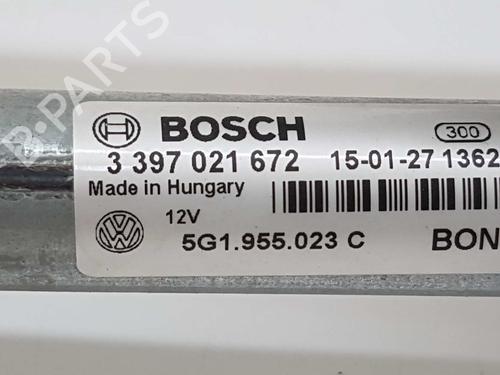 B-PARTS
BOSCH
300
3 397 021 672 15-01-27 1362
Made in Hungary
12V
5G1.955.023 C BON